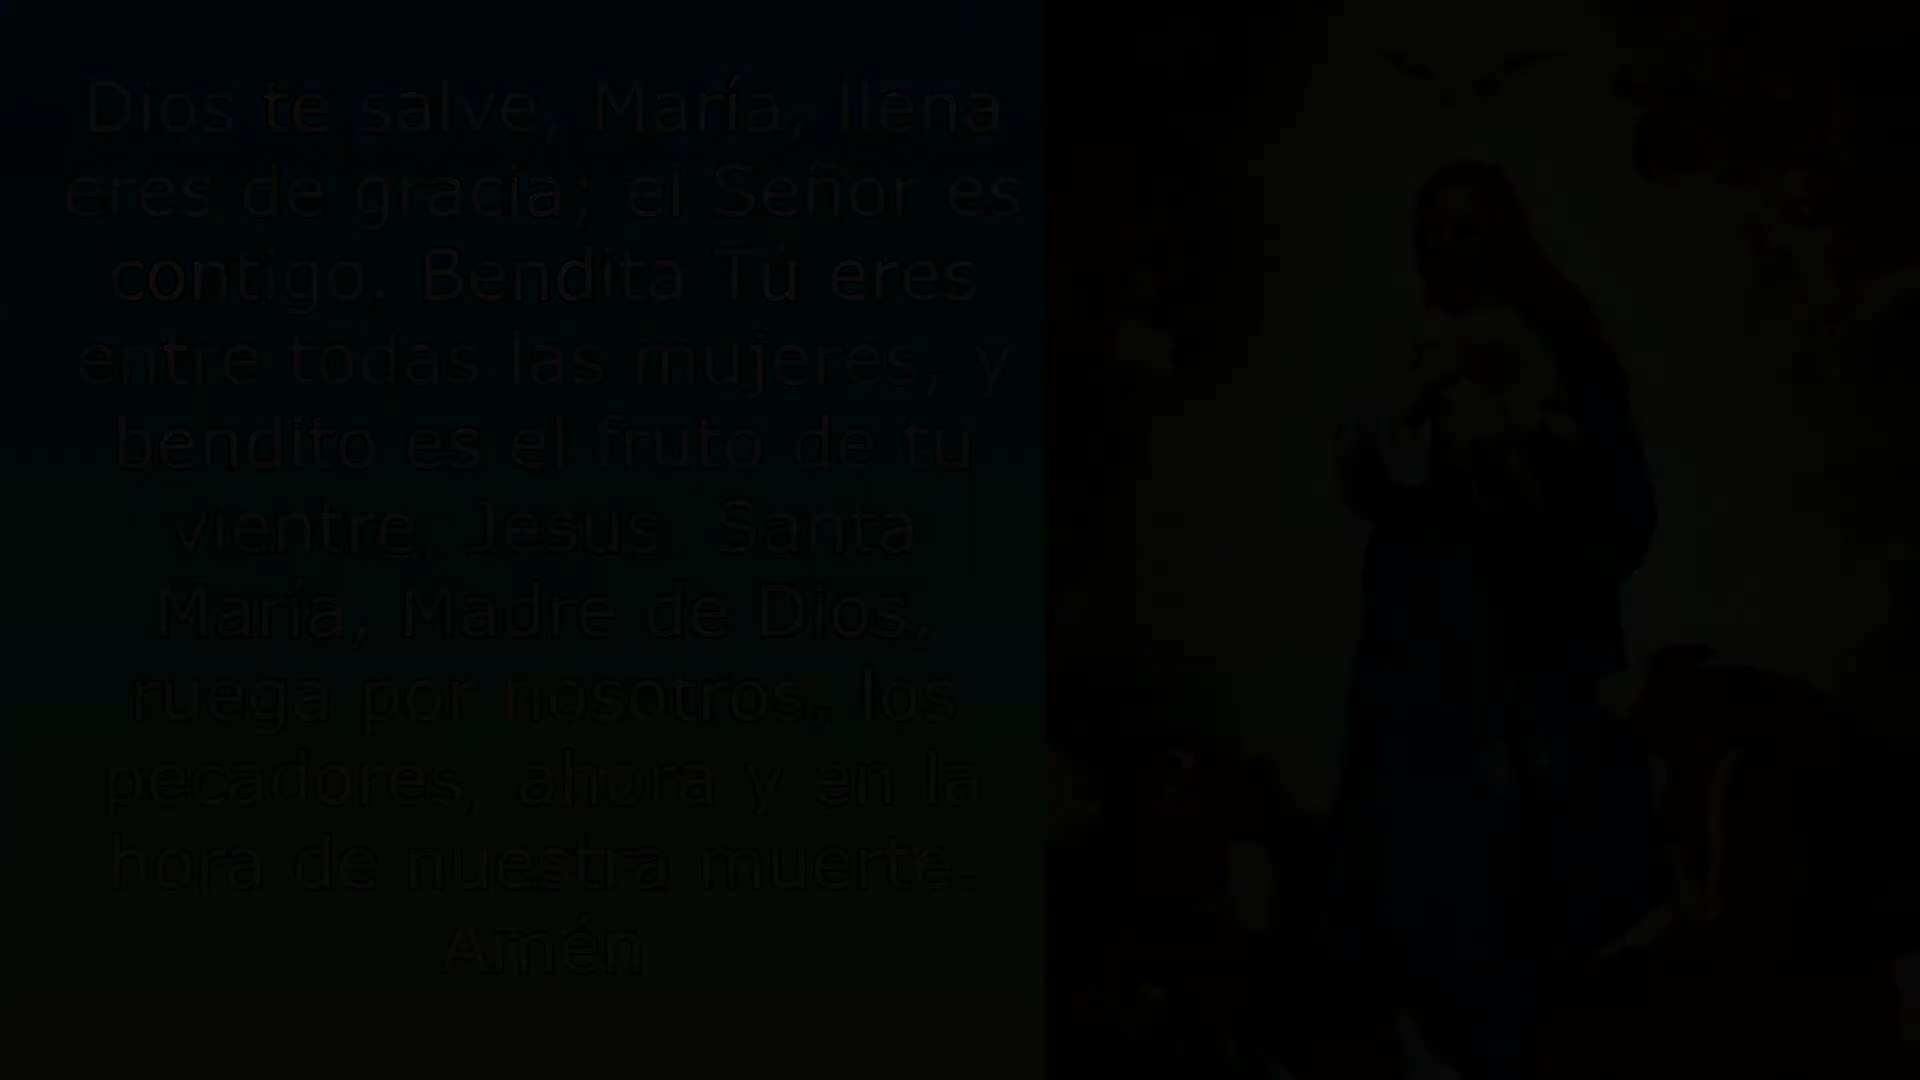 Dios te salve, María, llena
eres de gracia; el Señor es
contigo. Bendita Tú eres
entre todas las mujeres, y
bendito es el fruto de tu
vientre, Jesús. Santa
María, Madre de Dios,
ruega por nosotros, los
pecadores, ahora y en la
hora de nuestra muerte.
Amén